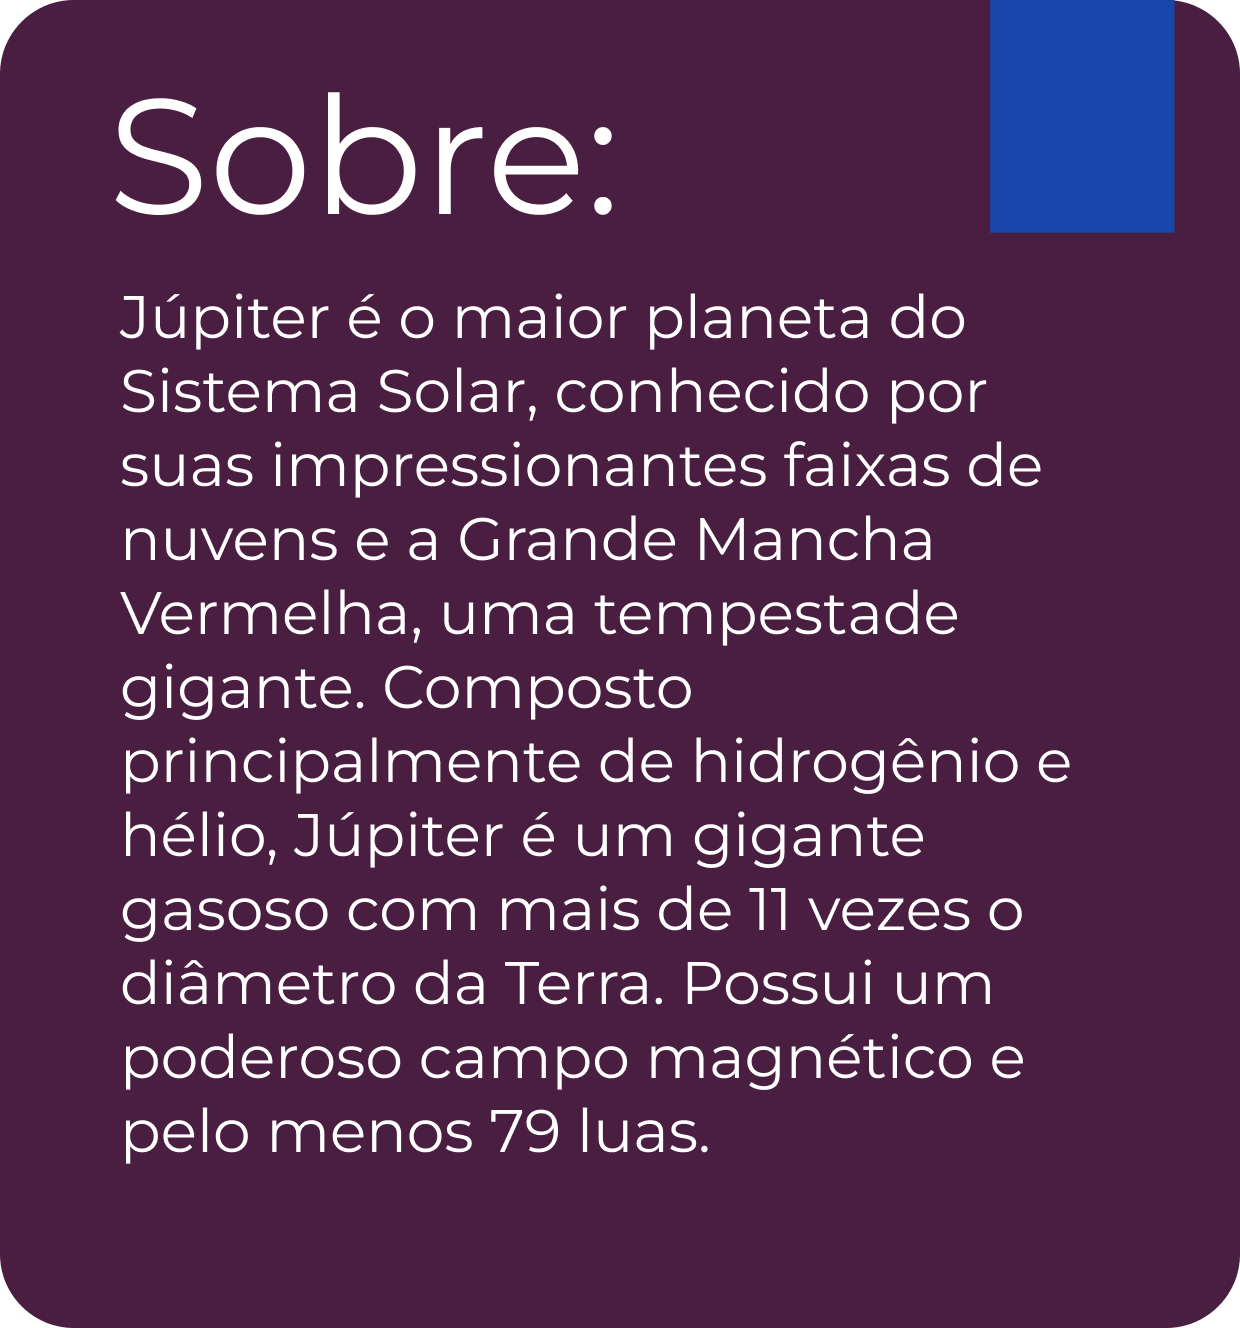 Sobre:
Júpiter é o maior planeta do
Sistema Solar, conhecido por
suas impressionantes faixas de
nuvens e a Grande Mancha
Vermelha, uma tempestade
gigante. Composto
principalmente de hidrogênio e
hélio, Júpiter é um gigante
gasoso com mais de 11 vezes o
diâmetro da Terra. Possui um
poderoso campo magnético e
pelo menos 79 luas.